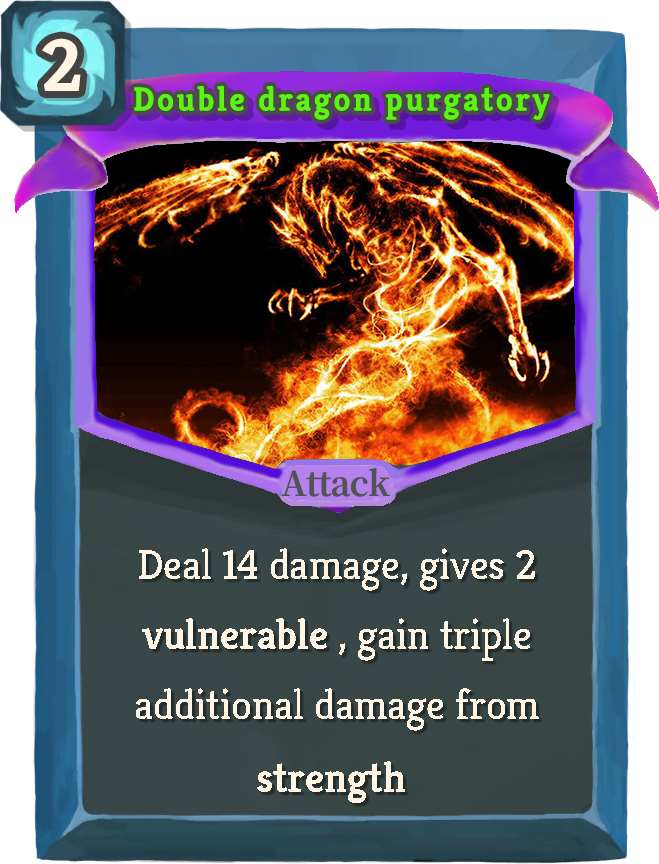 2
Double dragon purgatory
Attack
Deal 14 damage, gives 2
vulnerable , gain triple
additional damage from
strength